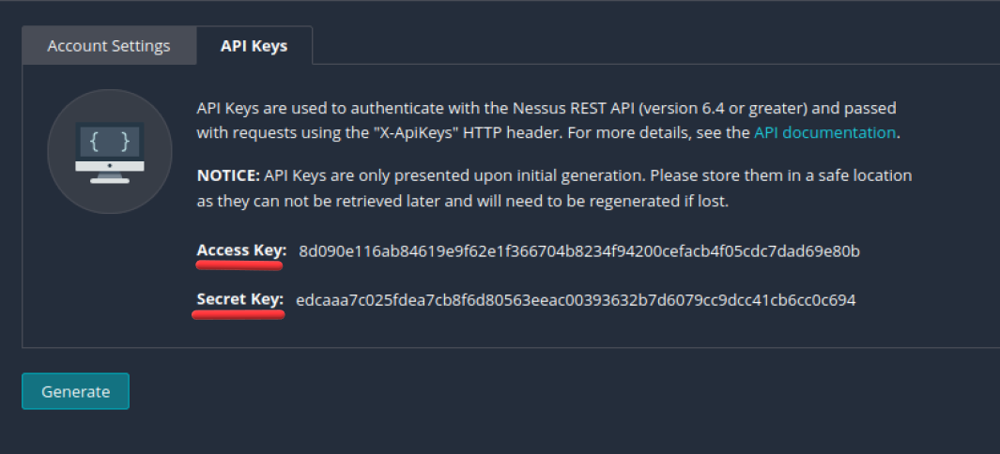 Account Settings
API Keys
{ }
API Keys are used to authenticate with the Nessus REST API (version 6.4 or greater) and passed
with requests using the "X-ApiKeys" HTTP header. For more details, see the API documentation.
NOTICE: API Keys are only presented upon initial generation. Please store them in a safe location
as they can not be retrieved later and will need to be regenerated if lost.
Access Key: 8d090e116ab84619e9f62e1f366704b8234f94200cefacb4f05cdc7dad69e80b
Secret Key: edcaaa7c025fdea7cb8f6d80563eeac00393632b7d6079cc9dcc41cb6cc0c694
Generate